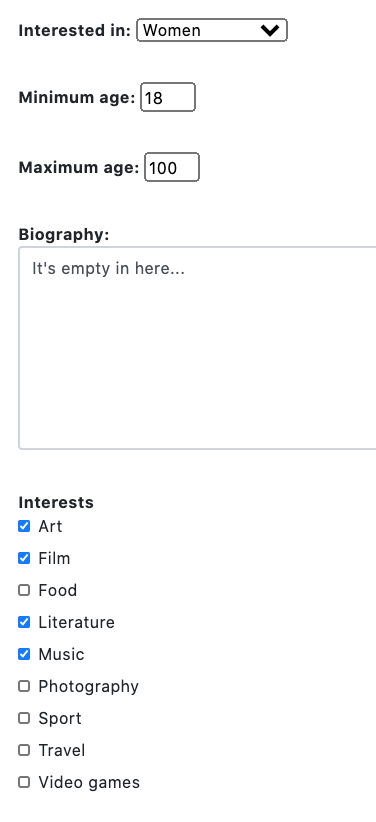 Interested in: Women
Minimum age: 18
Maximum age: 100
Biography:
It's empty in here...
Interests
Art
Film
Food
Literature
Music
Photography
Sport
Travel
Video games